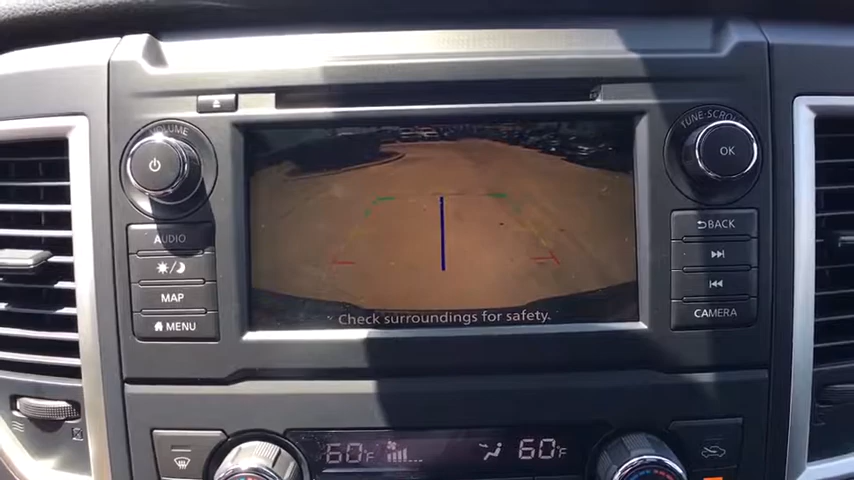 VOLUME
TUNE·SCROLL
OK
AUDIO
BACK
MAP
MENU
CAMERA
Check surroundings for safety.
60°F
60°F